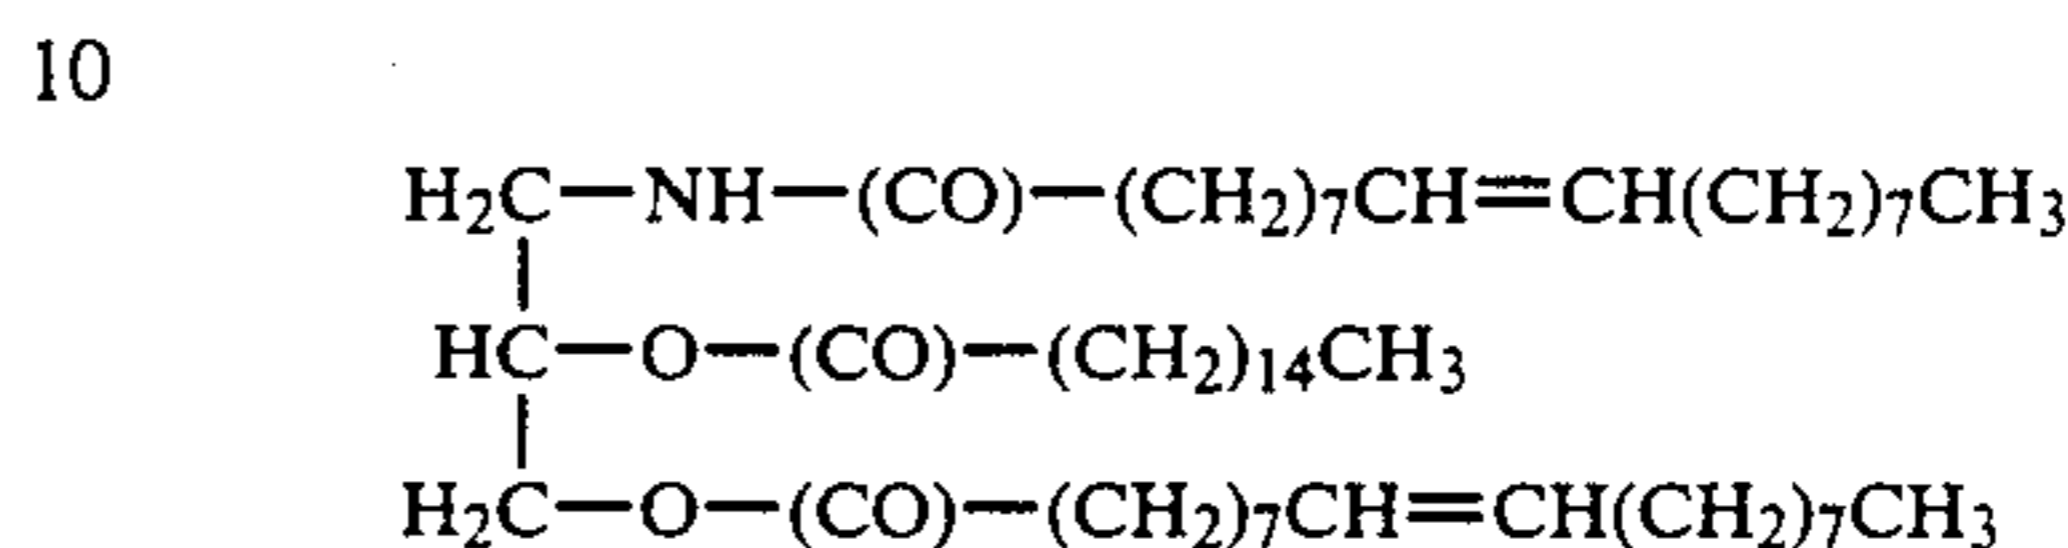 10
H₂C—NH—(CO)—(CH₂)₇CH=CH(CH₂)₇CH₃
HC—O—(CO)—(CH₂)₁₄CH₃
H₂C—O—(CO)—(CH₂)₇CH=CH(CH₂)₇CH₃